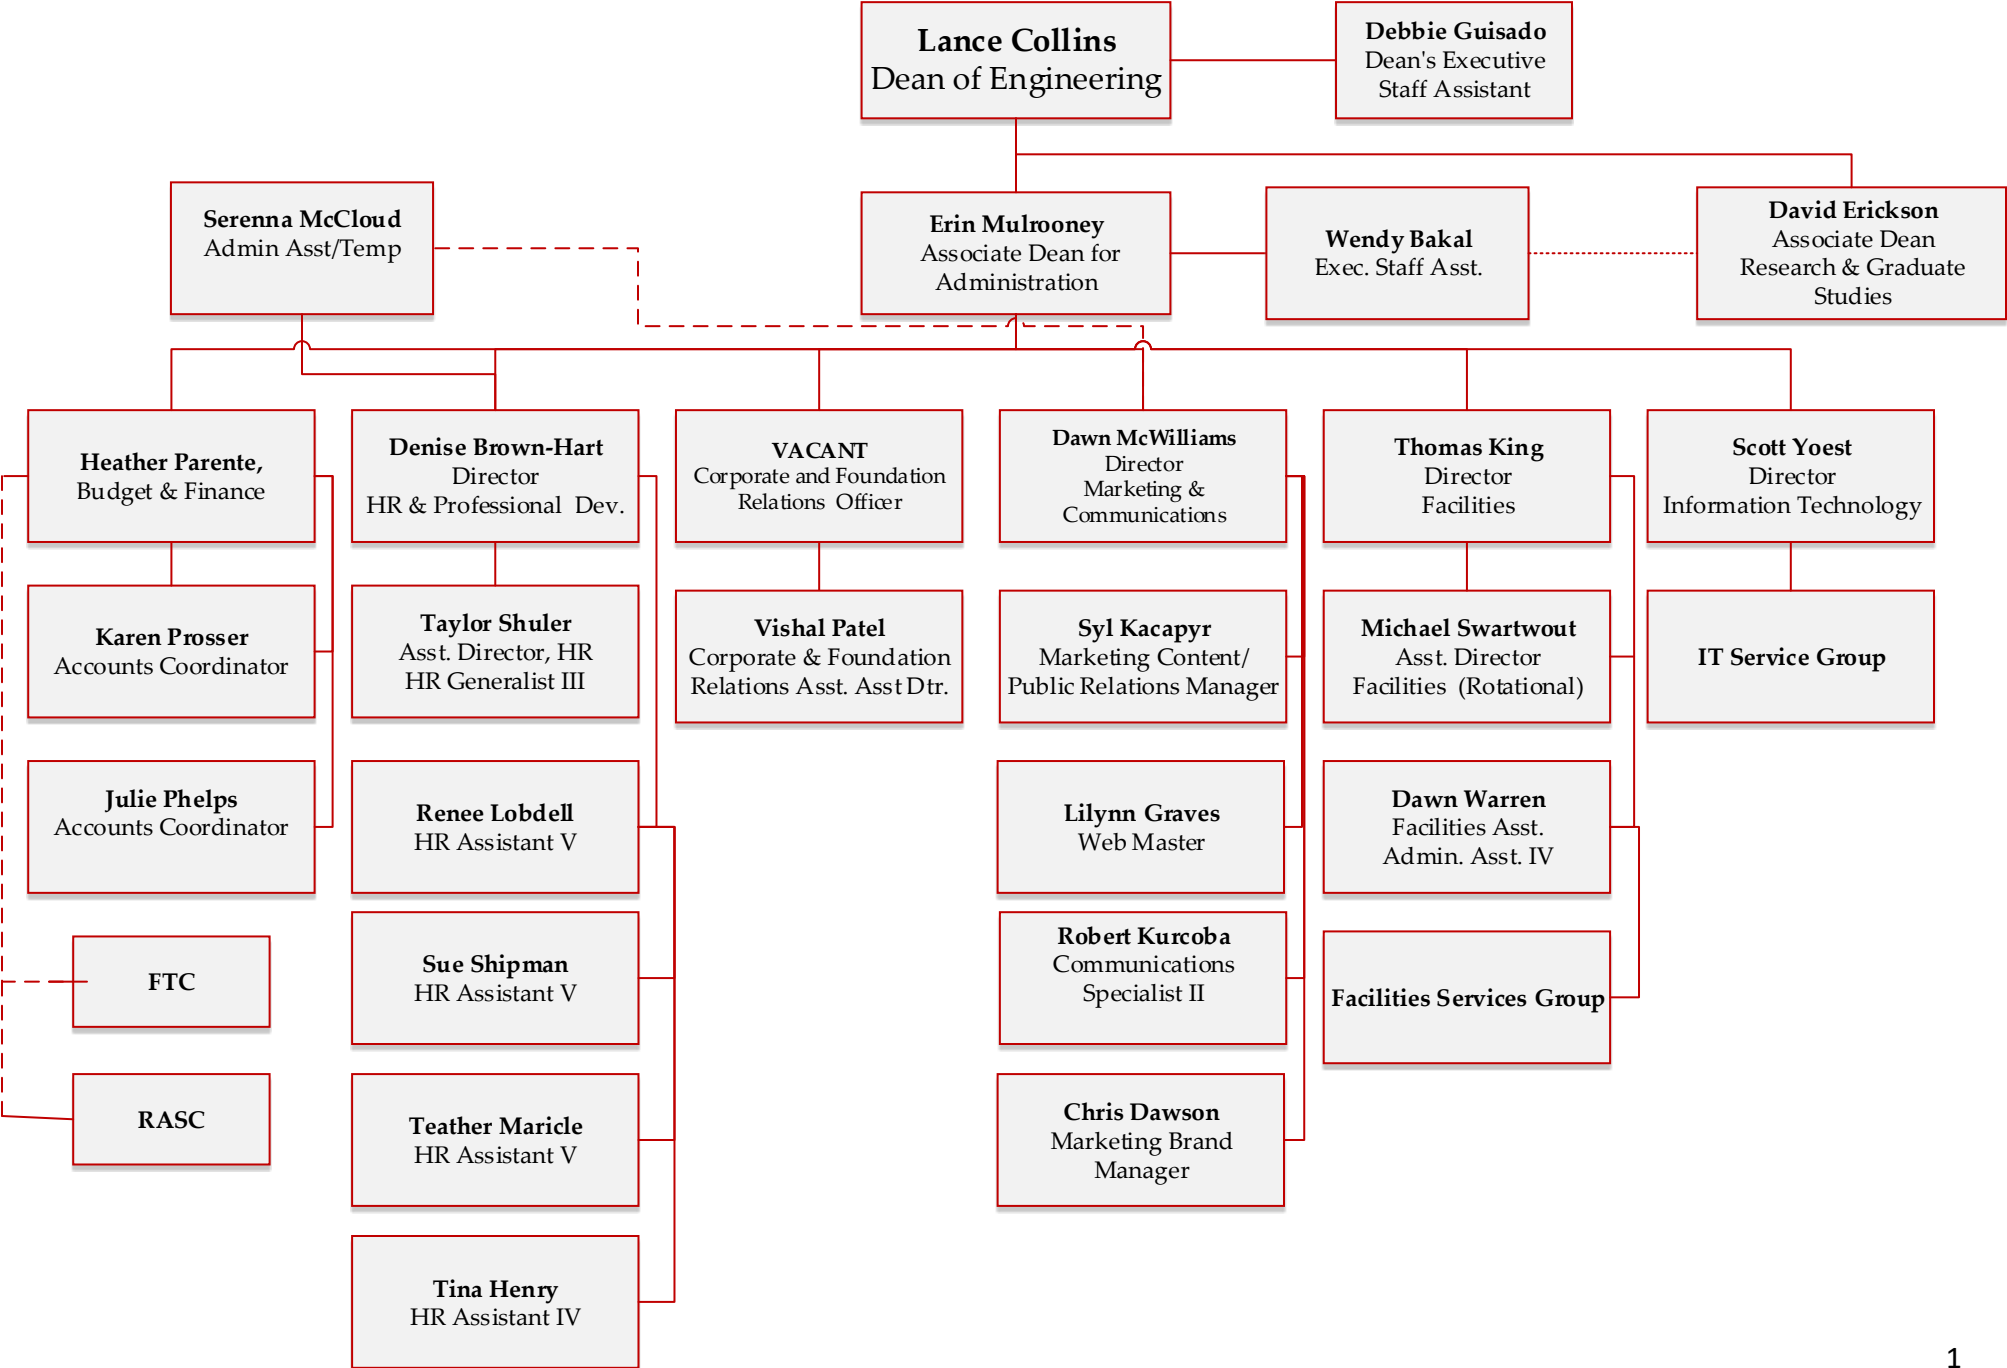 Lance Collins
Dean of Engineering
Debbie Guisado
Dean's Executive
Staff Assistant
Serenna McCloud
Admin Asst/Temp
Erin Mulrooney
Associate Dean for
Administration
Wendy Bakal
Exec. Staff Asst.
David Erickson
Associate Dean
Research & Graduate
Studies
Heather Parente,
Budget & Finance
Denise Brown-Hart
Director
HR & Professional Dev.
VACANT
Corporate and Foundation
Relations Officer
Dawn McWilliams
Director
Marketing &
Communications
Thomas King
Director
Facilities
Scott Yoest
Director
Information Technology
Karen Prosser
Accounts Coordinator
Taylor Shuler
Asst. Director, HR
HR Generalist III
Vishal Patel
Corporate & Foundation
Relations Asst. Asst Dtr.
Syl Kacapyr
Marketing Content/
Public Relations Manager
Michael Swartwout
Asst. Director
Facilities (Rotational)
IT Service Group
Julie Phelps
Accounts Coordinator
Renee Lobdell
HR Assistant V
Lilynn Graves
Web Master
Dawn Warren
Facilities Asst.
Admin. Asst. IV
FTC
Sue Shipman
HR Assistant V
Robert Kurcoba
Communications
Specialist II
Facilities Services Group
RASC
Teather Maricle
HR Assistant V
Chris Dawson
Marketing Brand
Manager
Tina Henry
HR Assistant IV
1